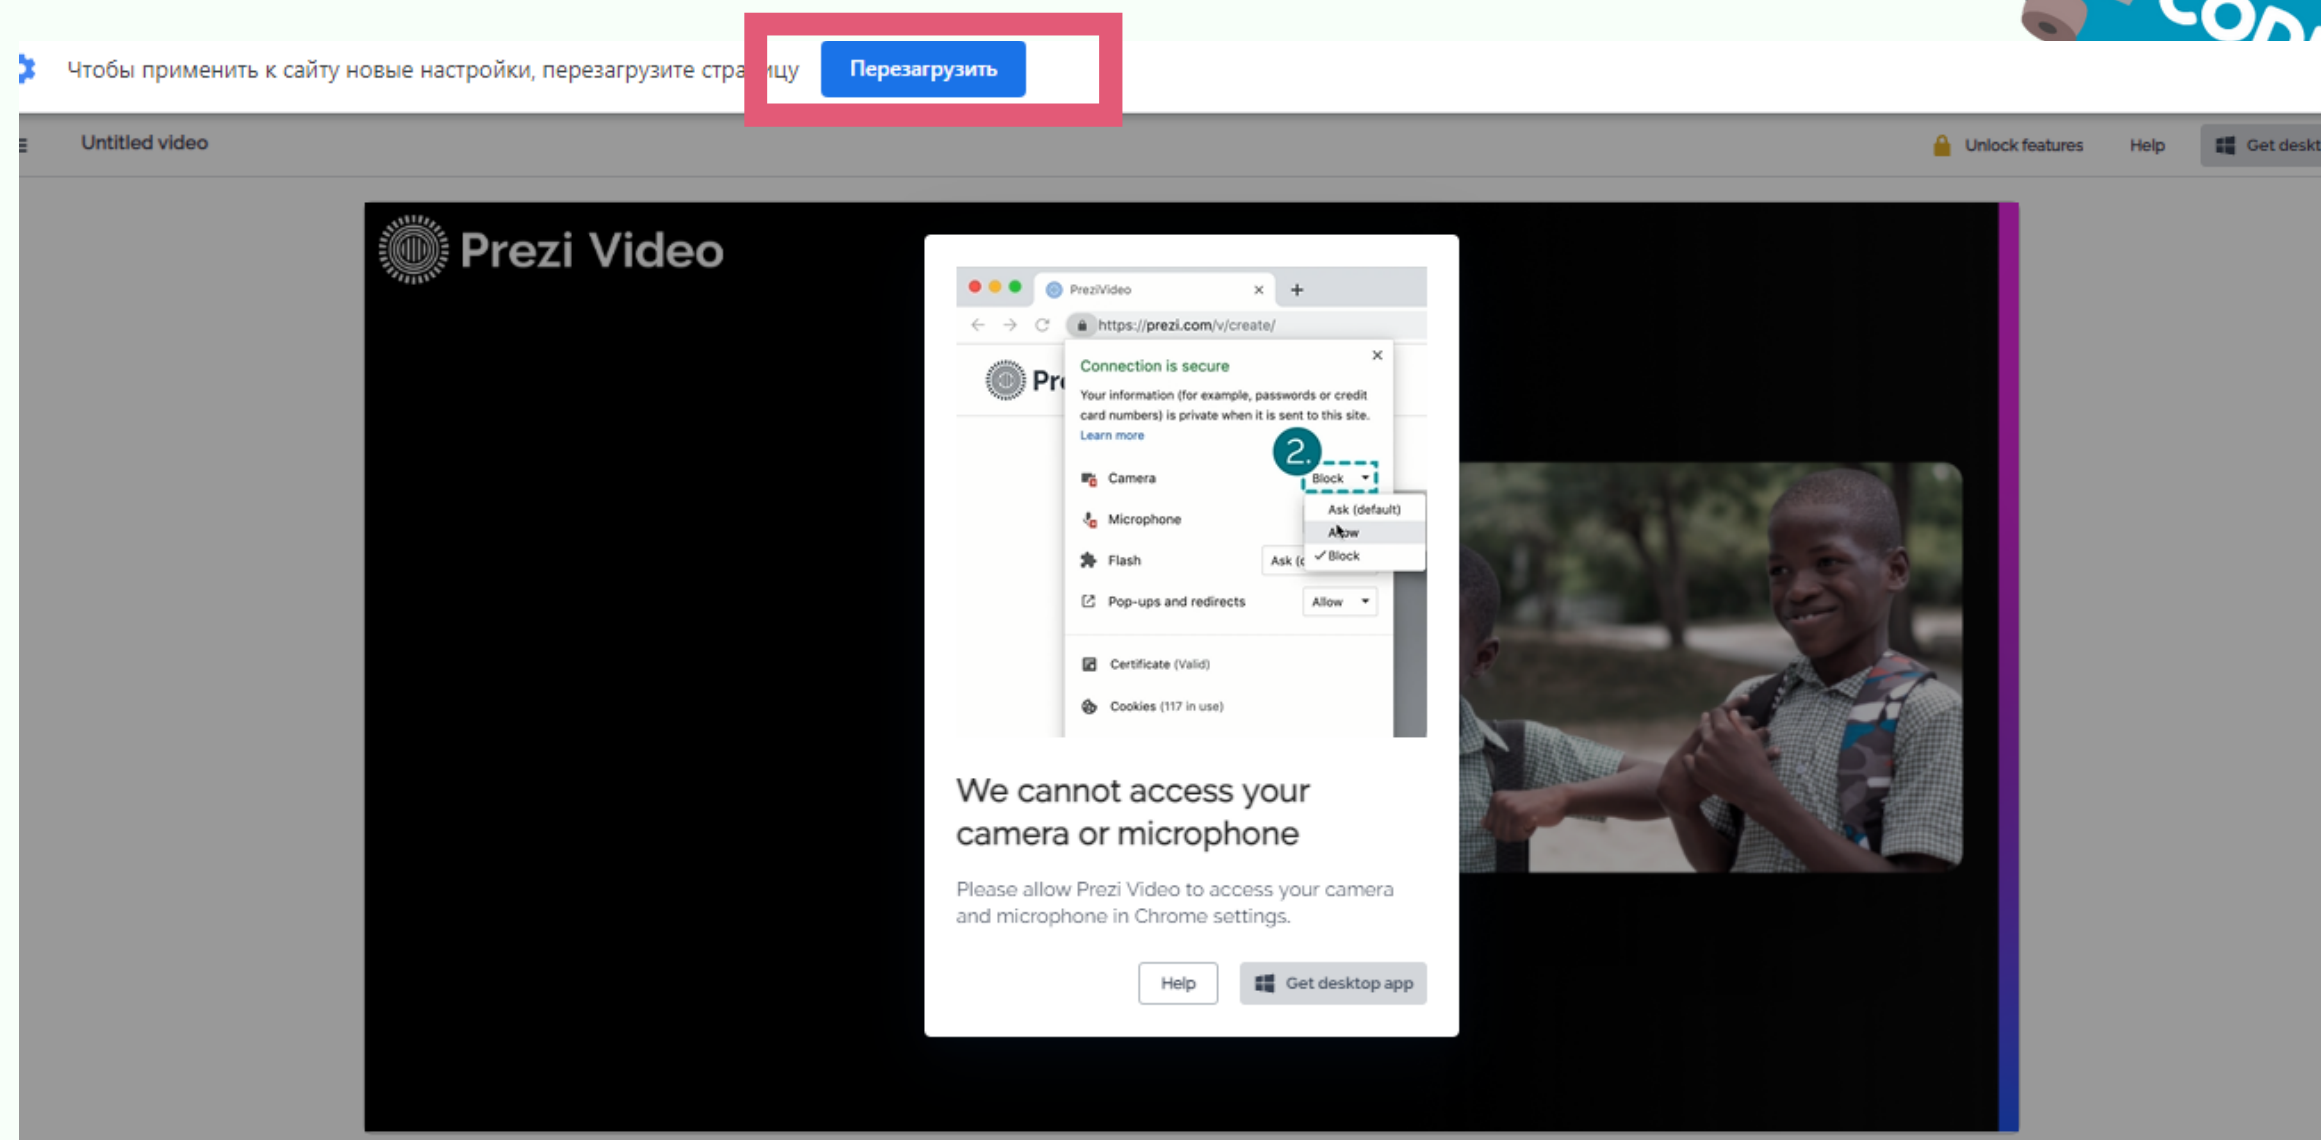 Чтобы применить к сайту новые настройки, перезагрузите страницу
Перезагрузить
Untitled video
Unlock features
Help
Prezi Video
PreziVideo
https://prezi.com/v/create/
Connection is secure
Your information (for example, passwords or credit
card numbers) is private when it is sent to this site.
Learn more
2.
Camera
Block
Ask (default)
Microphone
Allow
Block
Flash
Ask
Pop-ups and redirects
Allow
Certificate (Valid)
Cookies (117 in use)
We cannot access your
camera or microphone
Please allow Prezi Video to access your camera
and microphone in Chrome settings.
Help
Get desktop app